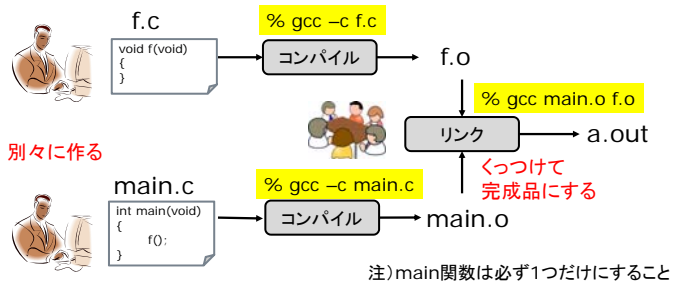 f.c
% gcc –c f.c
void f(void)
{
}
コンパイル
f.o
% gcc main.o f.o
リンク
a.out
別々に作る
くっつけて
完成品にする
main.c
% gcc –c main.c
int main(void)
{
f();
}
コンパイル
main.o
注）main関数は必ず1つだけにすること